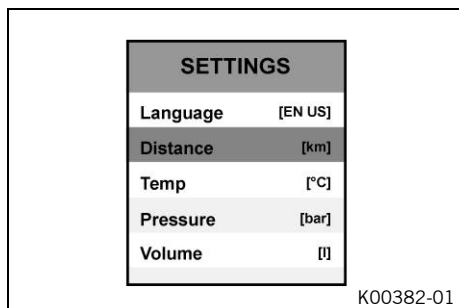 SETTINGS
Language [EN US]
Distance [km]
Temp [°C]
Pressure [bar]
Volume [l]
K00382-01